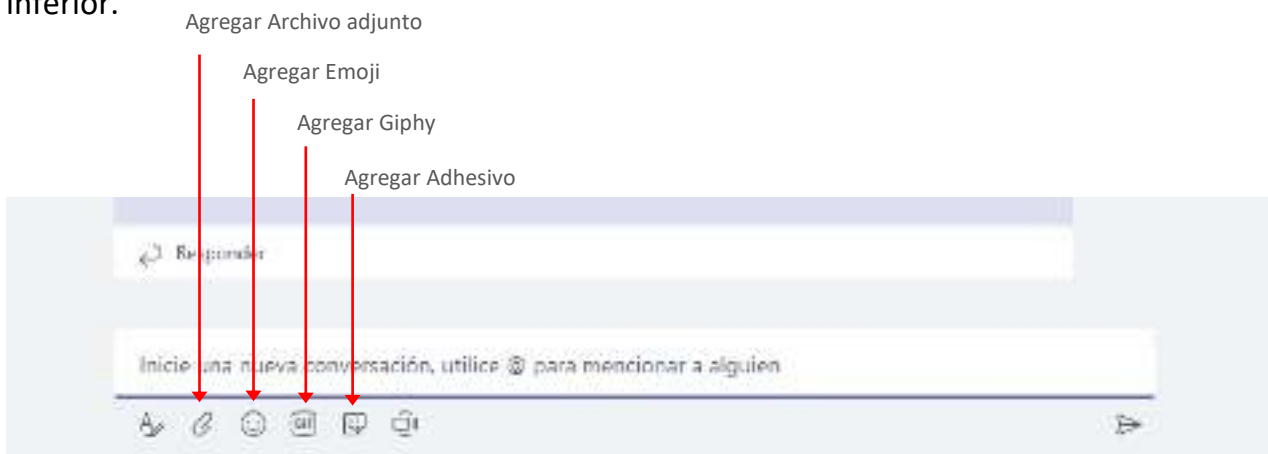 inferior.
Agregar Archivo adjunto
Agregar Emoji
Agregar Giphy
Agregar Adhesivo
Responder
Inicie una nueva conversación, utilice @ para mencionar a alguien
GIF